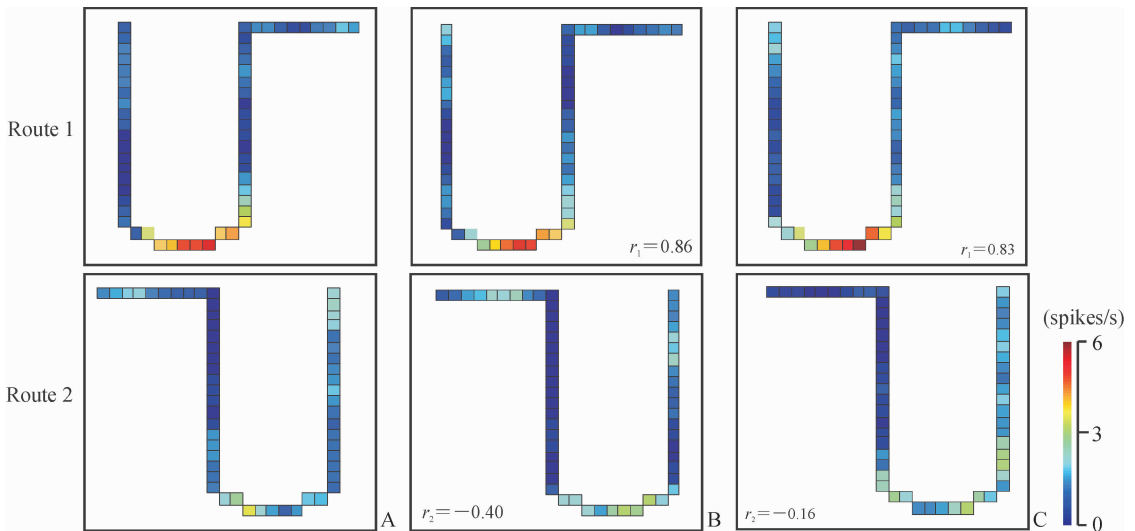 Route 1
r₁=0.86
r₁=0.83
(spikes/s)
6
3
0
Route 2
A
r₂=−0.40
B
r₂=−0.16
C